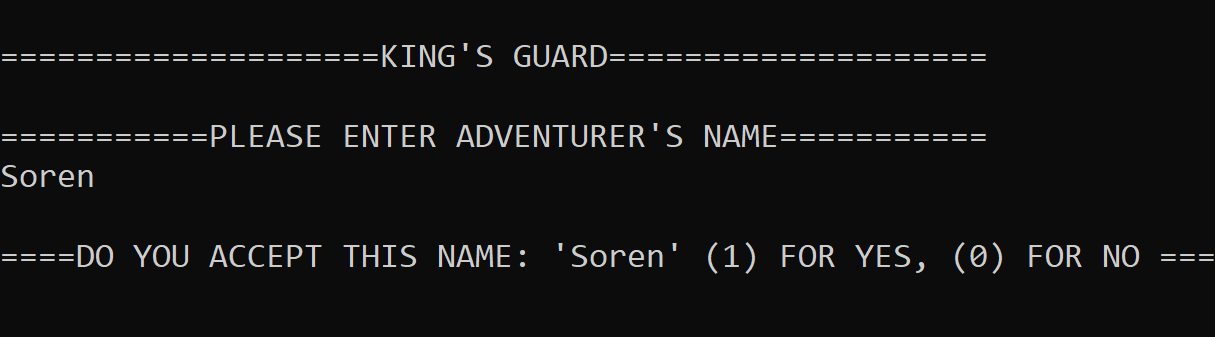 ====================KING'S GUARD====================
===========PLEASE ENTER ADVENTURER'S NAME===========
Soren
====DO YOU ACCEPT THIS NAME: 'Soren' (1) FOR YES, (0) FOR NO ===